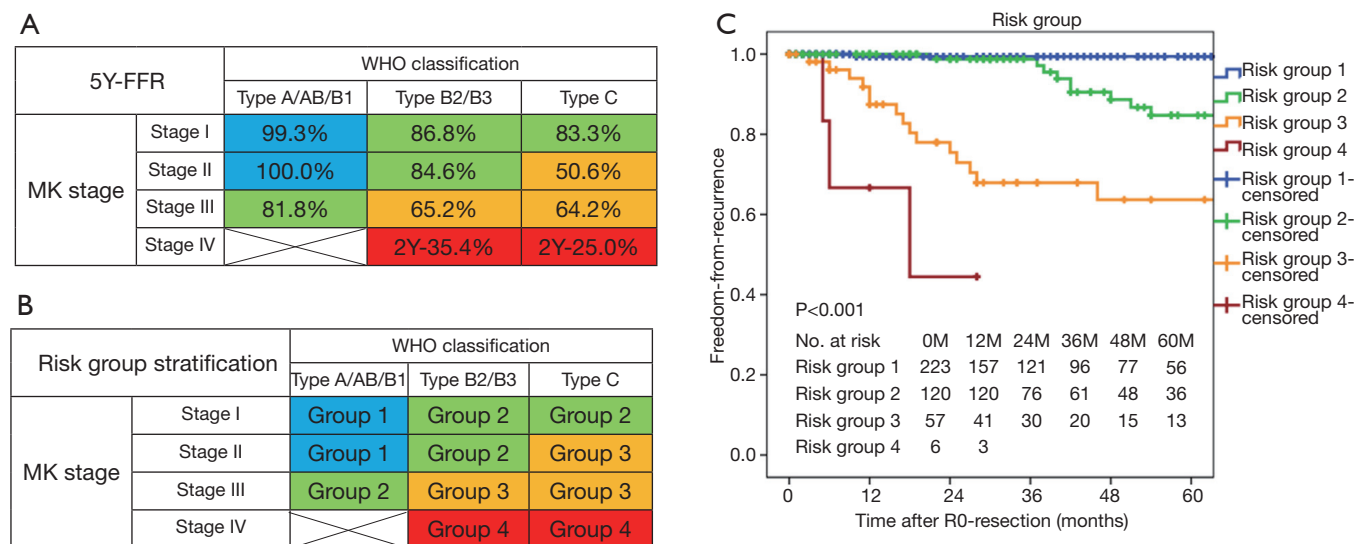 A
5Y-FFR
WHO classification
Type A/AB/B1 Type B2/B3 Type C
MK stage
Stage I 99.3% 86.8% 83.3%
Stage II 100.0% 84.6% 50.6%
Stage III 81.8% 65.2% 64.2%
Stage IV 2Y-35.4% 2Y-25.0%
B
Risk group stratification
WHO classification
Type A/AB/B1 Type B2/B3 Type C
MK stage
Stage I Group 1 Group 2 Group 2
Stage II Group 1 Group 2 Group 3
Stage III Group 2 Group 3 Group 3
Stage IV Group 4 Group 4
C
Risk group
Freedom-from-recurrence
1.0
0.8
0.6
0.4
0.2
0.0
P<0.001
No. at risk 0M 12M 24M 36M 48M 60M
Risk group 1 223 157 121 96 77 56
Risk group 2 120 120 76 61 48 36
Risk group 3 57 41 30 20 15 13
Risk group 4 6 3
0 12 24 36 48 60
Time after R0-resection (months)
Risk group 1
Risk group 2
Risk group 3
Risk group 4
Risk group 1-
censored
Risk group 2-
censored
Risk group 3-
censored
Risk group 4-
censored